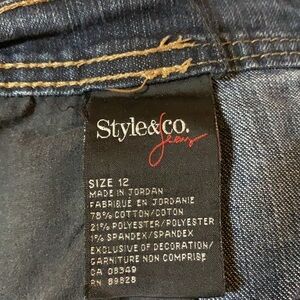 Style&co.
Jeans
SIZE 12
MADE IN JORDAN
FABRIQUE EN JORDANIE
78% COTTON/COTON
21% POLYESTER/POLYESTER
1% SPANDEX/SPANDEX
EXCLUSIVE OF DECORATION/
GARNITURE NON COMPRISE
CA 08349
RN 89828